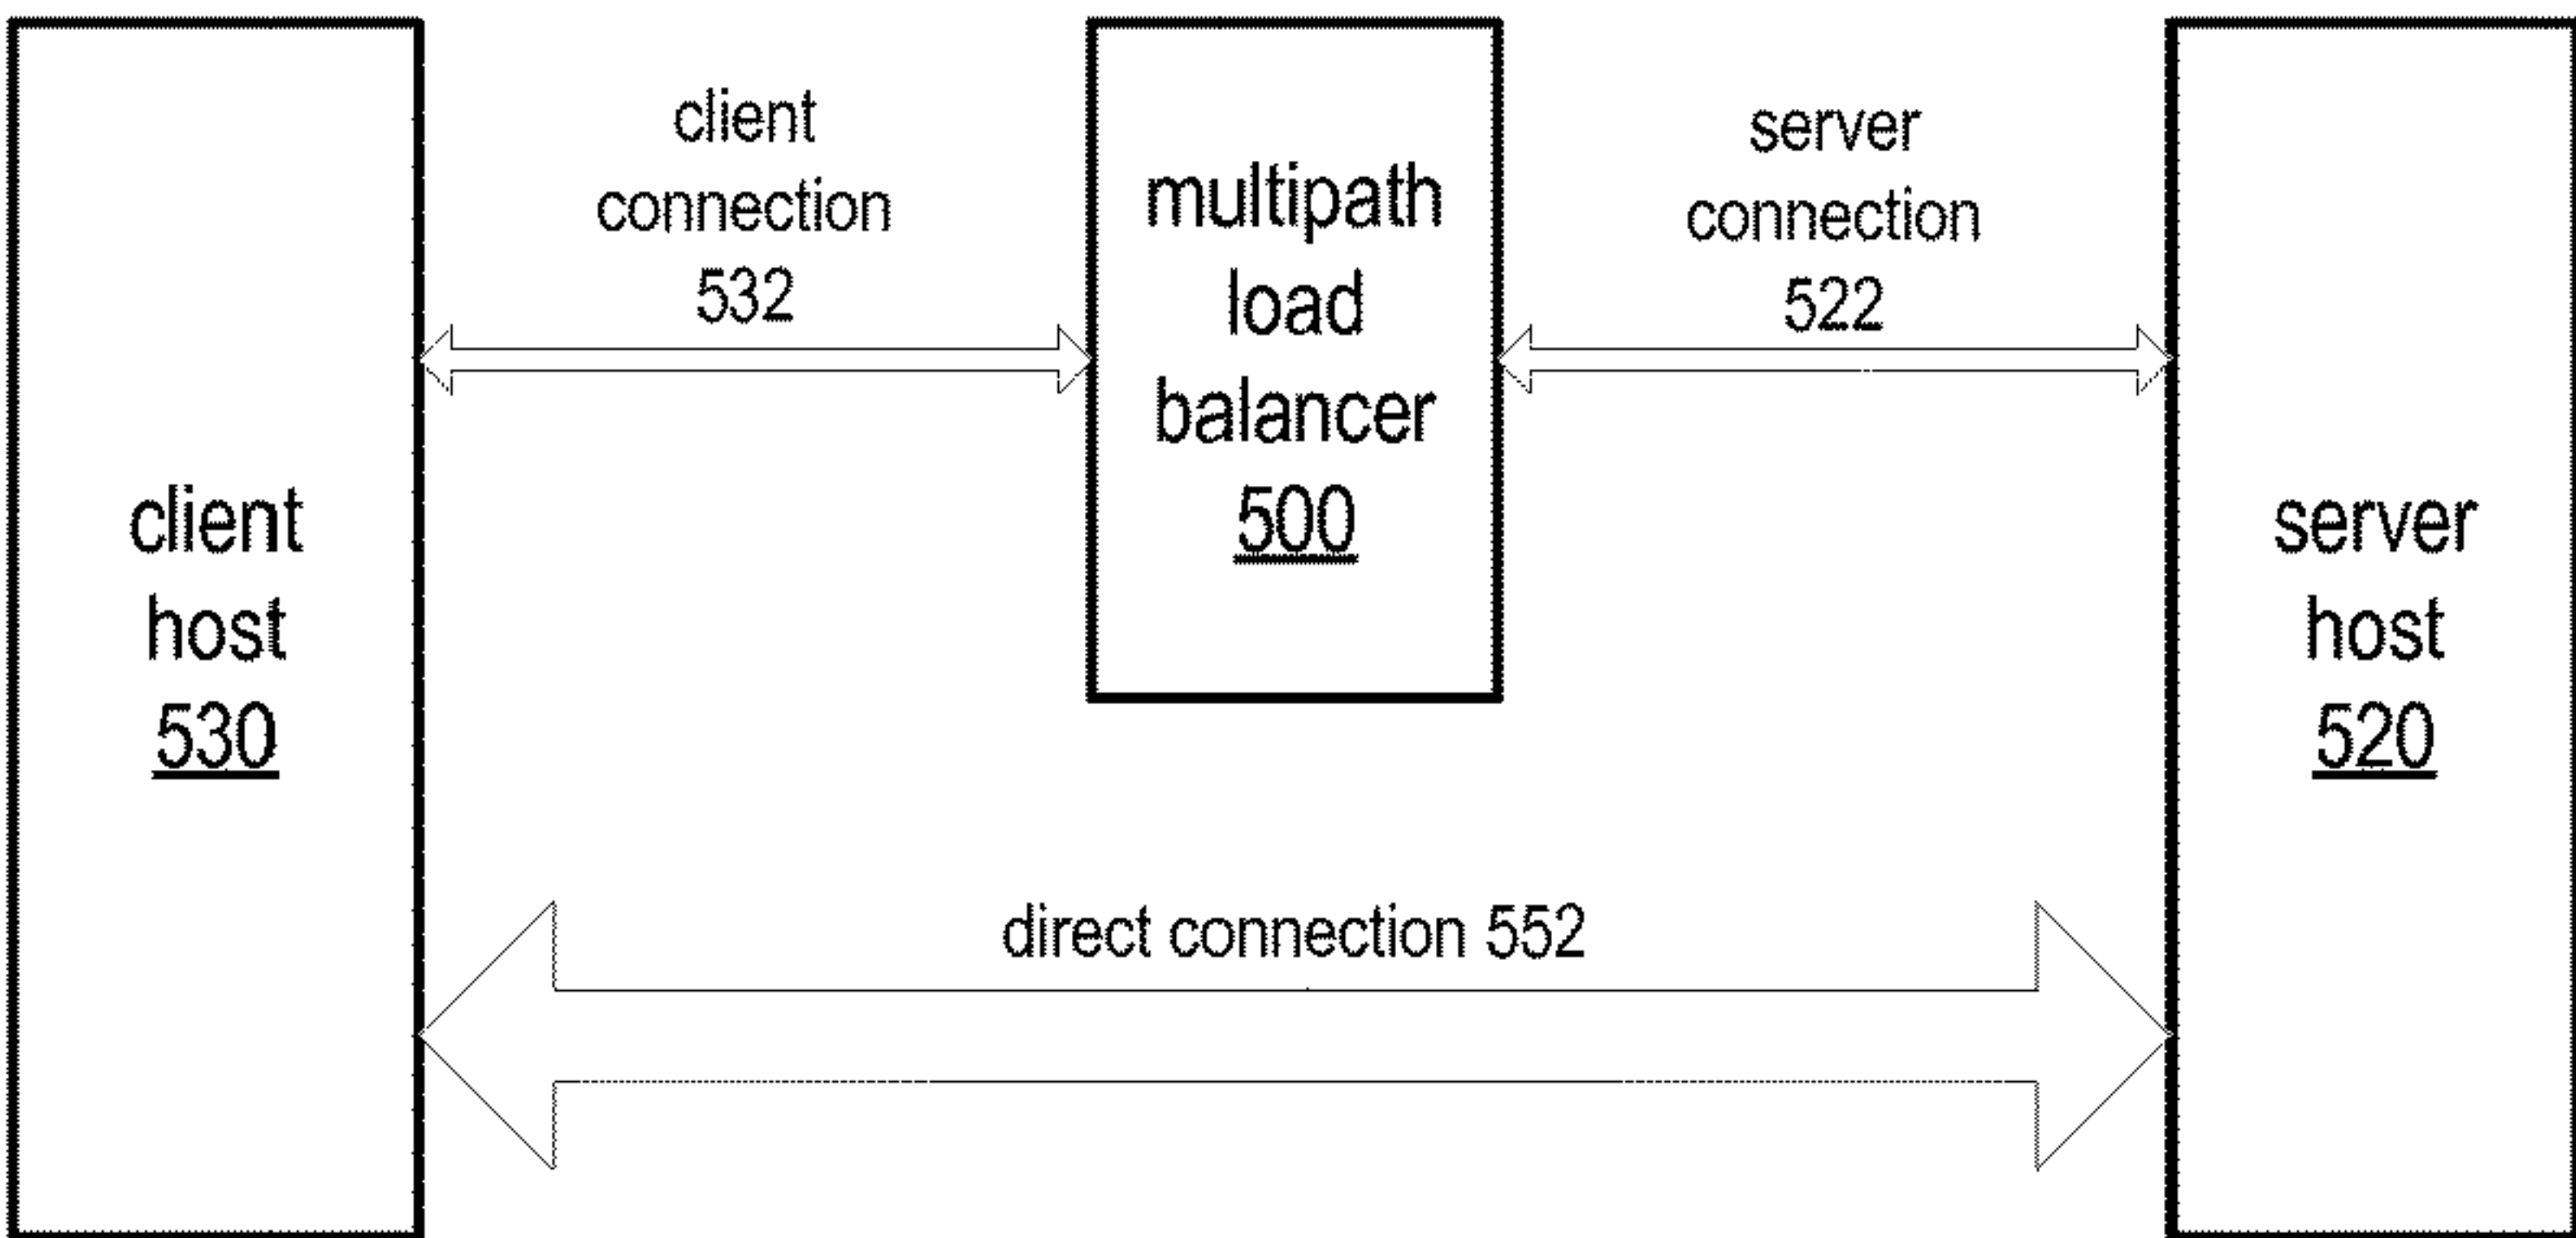 client
host
530
client
connection
532
multipath
load
balancer
500
server
connection
522
server
host
520
direct connection 552